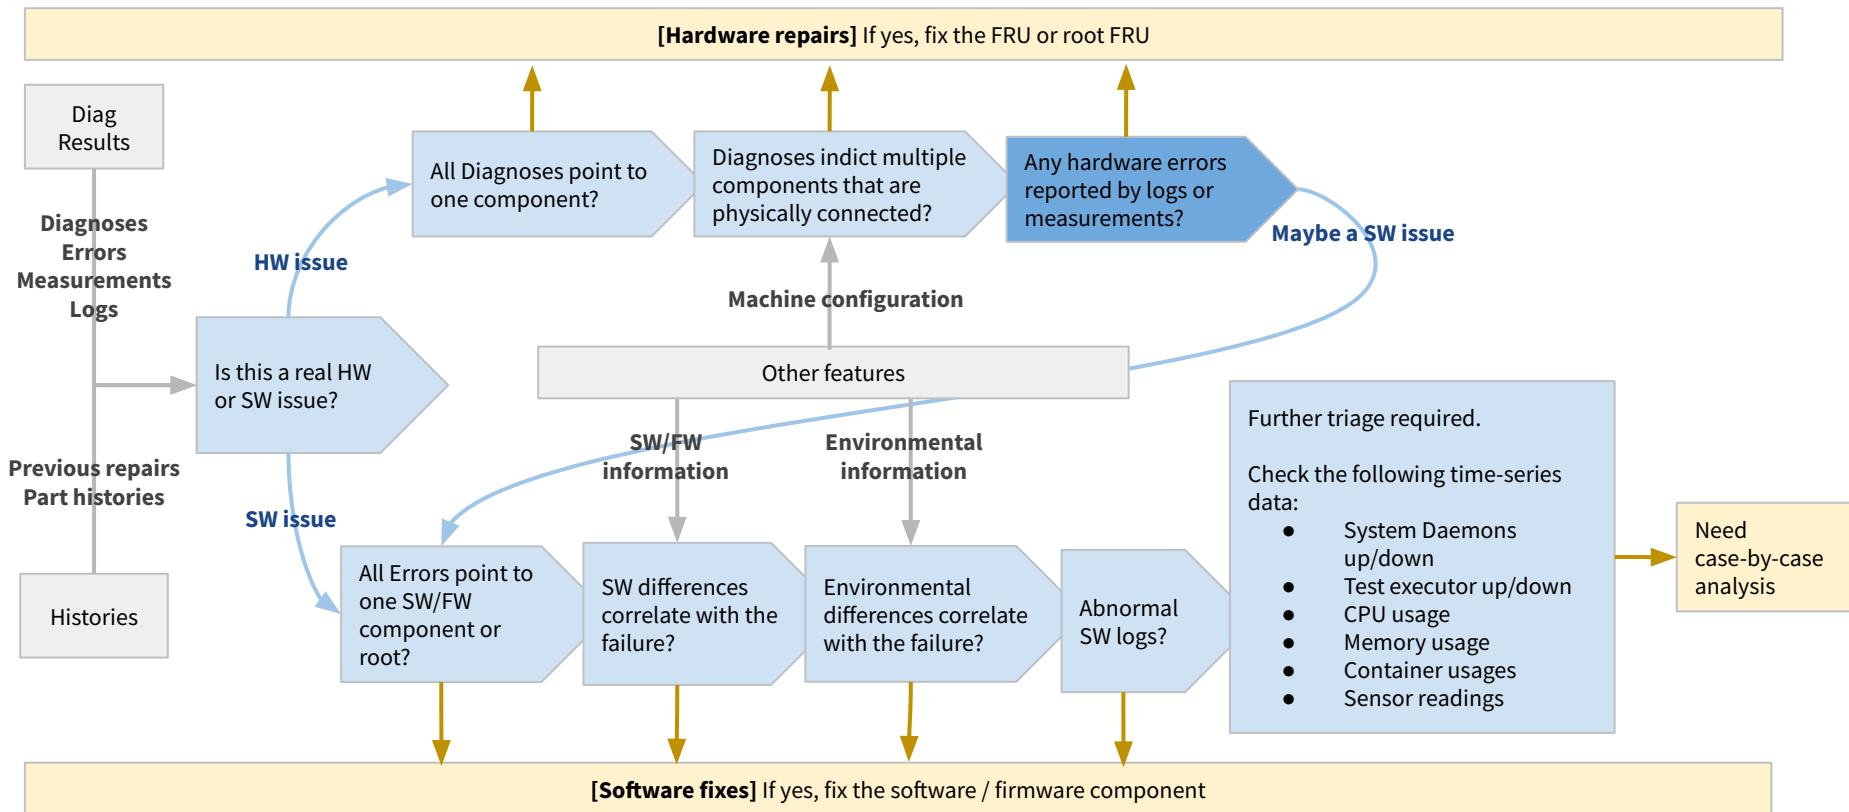 [Hardware repairs] If yes, fix the FRU or root FRU
Diag
Results
Diagnoses
Errors
Measurements
Logs
HW issue
All Diagnoses point to
one component?
Diagnoses indict multiple
components that are
physically connected?
Any hardware errors
reported by logs or
measurements?
Maybe a SW issue
Machine configuration
Is this a real HW
or SW issue?
Other features
SW/FW
information
Environmental
information
Previous repairs
Part histories
SW issue
Histories
All Errors point to
one SW/FW
component or
root?
SW differences
correlate with the
failure?
Environmental
differences correlate
with the failure?
Abnormal
SW logs?
Further triage required.
Check the following time-series
data:
● System Daemons
up/down
● Test executor up/down
● CPU usage
● Memory usage
● Container usages
● Sensor readings
Need
case-by-case
analysis
[Software fixes] If yes, fix the software / firmware component